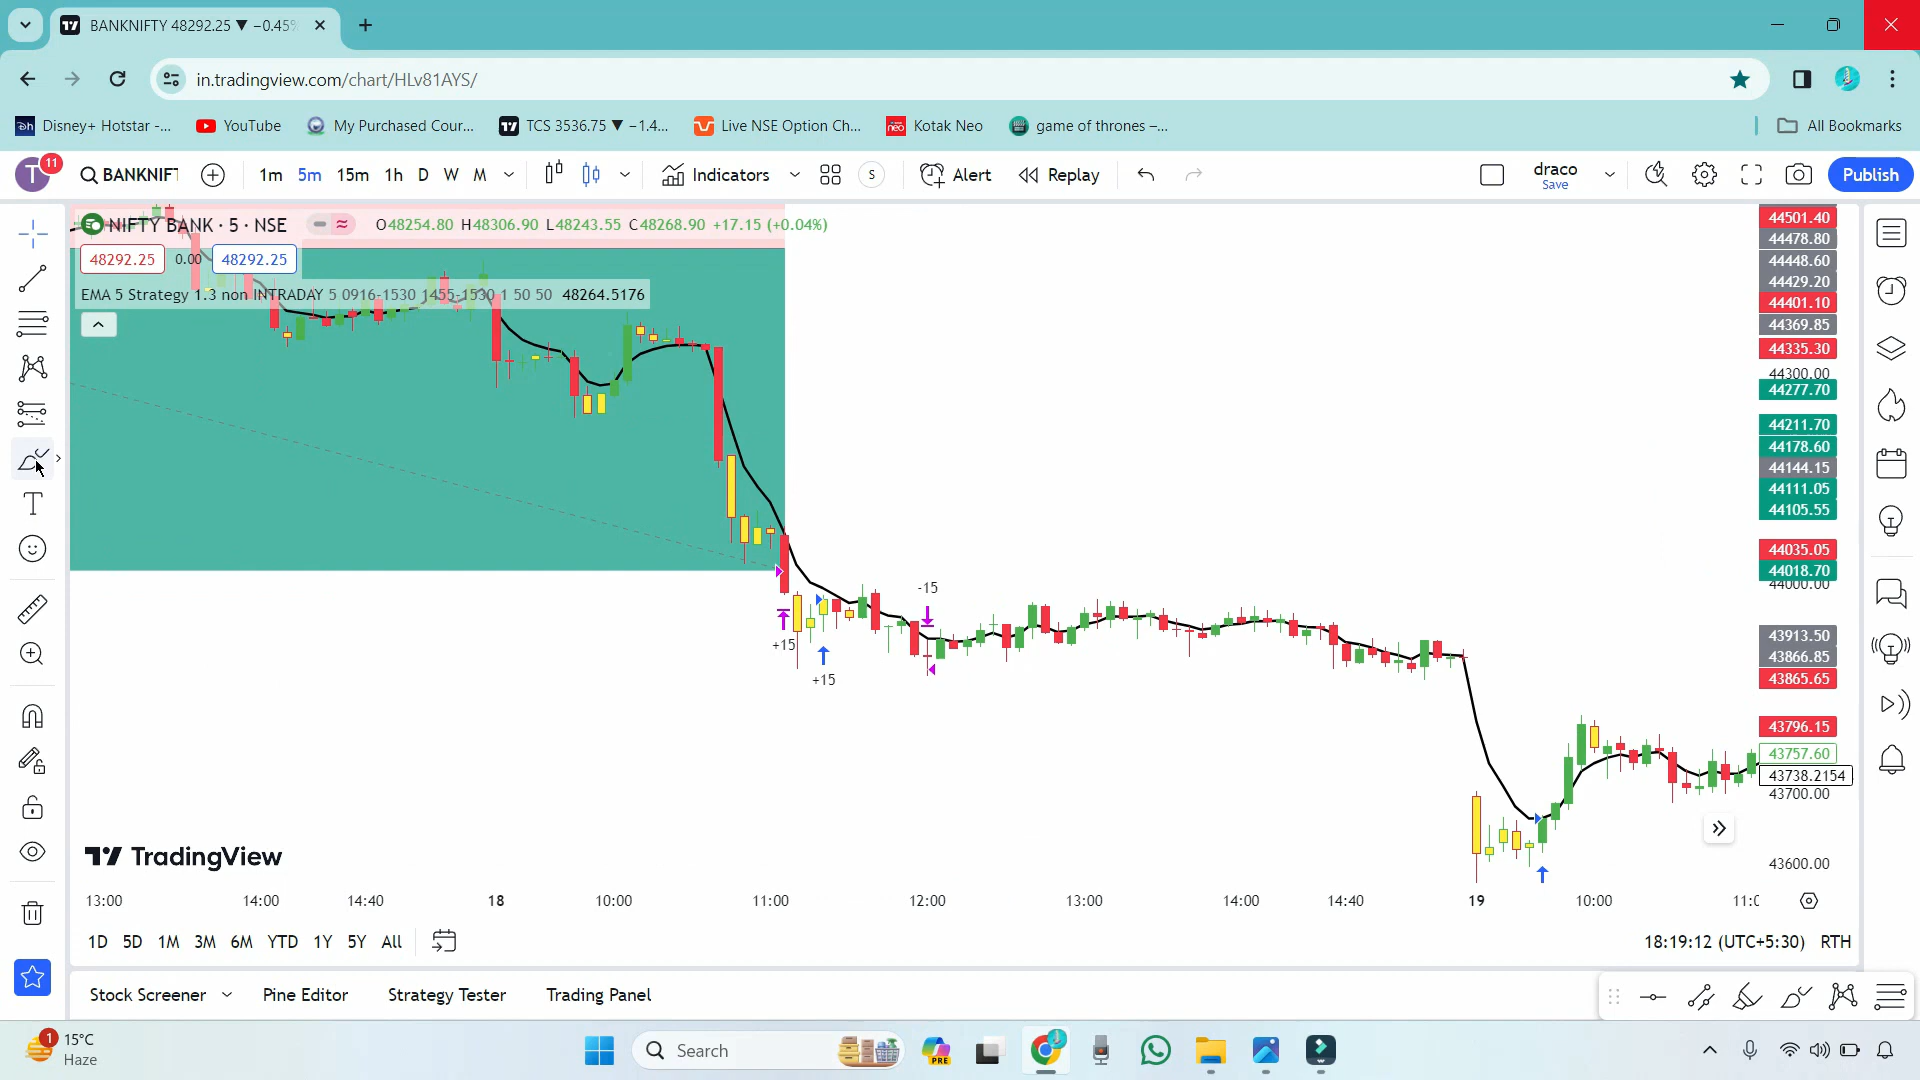 BANKNIFTY 48292.25 ▼ −0.45%
in.tradingview.com/chart/HLv81AYS/
Disney+ Hotstar -... YouTube My Purchased Cour... TCS 3536.75 ▼ −1.4... Live NSE Option Ch... neo Kotak Neo game of thrones –... All Bookmarks
T 11 BANKNIFT 1m 5m 15m 1h D W M Indicators S Alert Replay draco Save Publish
NIFTY BANK · 5 · NSE O48254.80 H48306.90 L48243.55 C48268.90 +17.15 (+0.04%)
48292.25 0.00 48292.25
EMA 5 Strategy 1.3 non INTRADAY 5 0916-1530 1455-1530 1 50 50 48264.5176
44501.40
44478.80
44448.60
44429.20
44401.10
44369.85
44335.30
44300.00
44277.70
44211.70
44178.60
44144.15
44111.05
44105.55
44035.05
44018.70
44000.00
43913.50
43866.85
43865.65
43796.15
43757.60
43738.2154
43700.00
43600.00
-15
+15
+15
TradingView
13:00 14:00 14:40 18 10:00 11:00 12:00 13:00 14:00 14:40 19 10:00 11:0
1D 5D 1M 3M 6M YTD 1Y 5Y All 18:19:12 (UTC+5:30) RTH
Stock Screener Pine Editor Strategy Tester Trading Panel
1 15°C
Haze
Search PRE